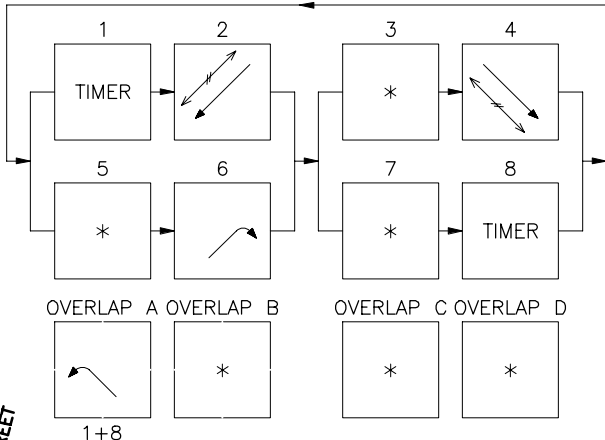 1 2 3 4
TIMER *
5 6 7 8
* * TIMER
OVERLAP A OVERLAP B OVERLAP C OVERLAP D
* * *
1+8